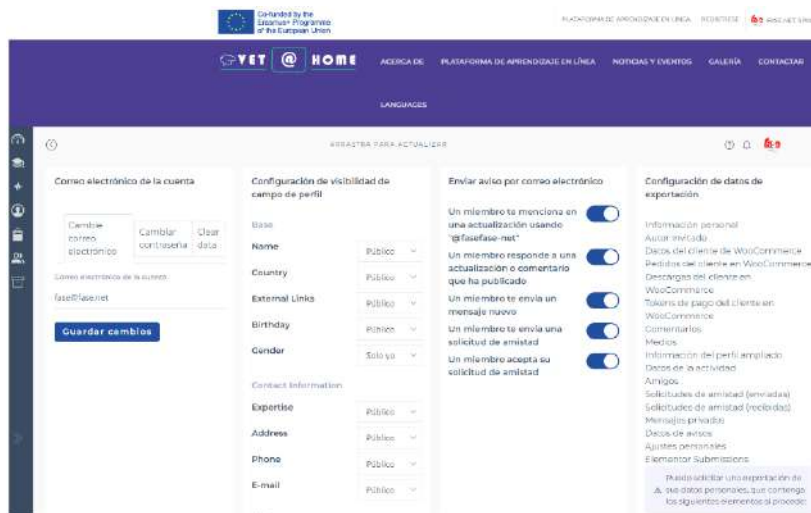 Co-funded by the
Erasmus+ Programme
of the European Union
PLATAFORMA DE APRENDIZAJE EN LÍNEA
REGÍSTRESE
VET @ HOME
ACERCA DE
PLATAFORMA DE APRENDIZAJE EN LÍNEA
NOTICIAS Y EVENTOS
GALERÍA
CONTACTAR
LANGUAGES
ARRASTRA PARA ACTUALIZAR
Correo electrónico de la cuenta
Cambie
correo
electrónico
Cambiar
contraseña
Clear
data
Correo electrónico de la cuenta
fase@fase.net
Guardar cambios
Configuración de visibilidad de
campo de perfil
Base
Name Público
Country Público
External Links Público
Birthday Público
Gender Solo yo
Contact Information
Expertise Público
Address Público
Phone Público
E-mail Público
Enviar aviso por correo electrónico
Un miembro te menciona en
una actualización usando
"@fasefase-net"
Un miembro responde a una
actualización o comentario
que ha publicado
Un miembro te envía un
mensaje nuevo
Un miembro te envía una
solicitud de amistad
Un miembro acepta su
solicitud de amistad
Configuración de datos de
exportación
Información personal
Autor invitado
Datos del cliente de WooCommerce
Pedidos del cliente en WooCommerce
Descargas del cliente en
WooCommerce
Tokens de pago del cliente en
WooCommerce
Comentarios
Medios
Información del perfil ampliado
Datos de la actividad
Amigos
Solicitudes de amistad (enviadas)
Solicitudes de amistad (recibidas)
Mensajes privados
Datos de avisos
Ajustes personales
Elementor Submissions
Puede solicitar una exportación de
sus datos personales, que contenga
los siguientes elementos si procede: